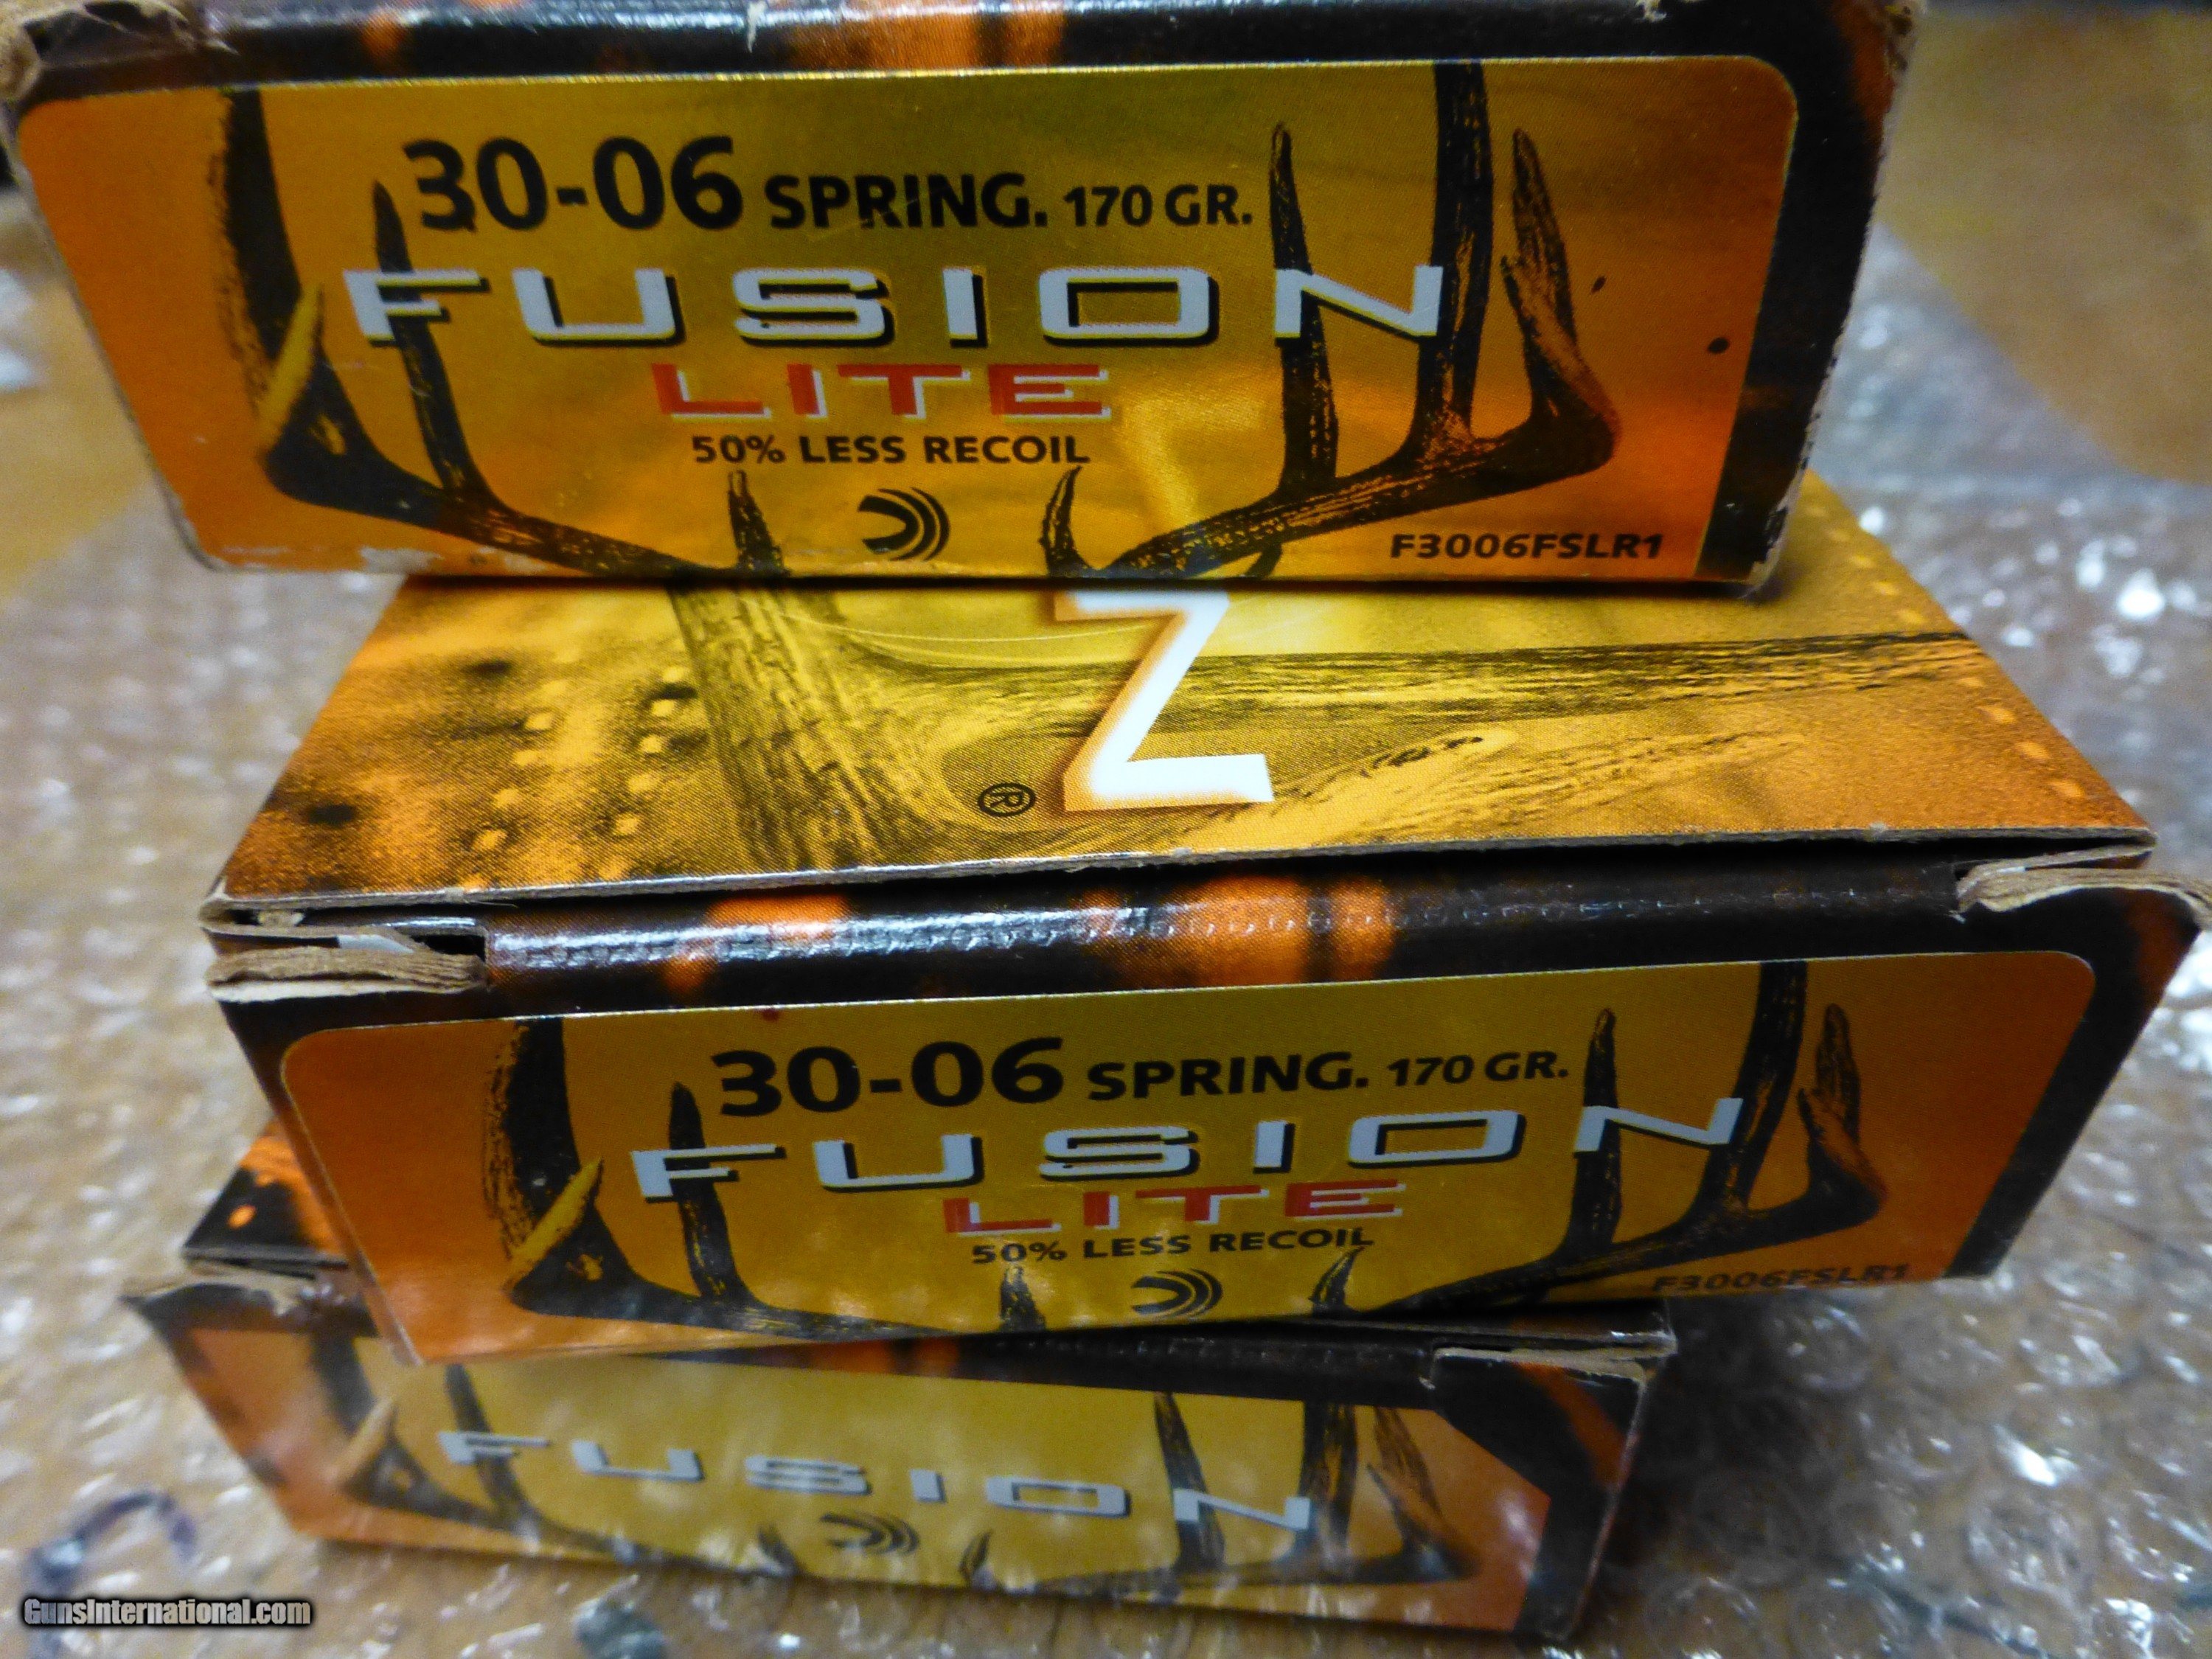 30-06 SPRING. 170 GR.
FUSION
LITE
50% LESS RECOIL
F3006FSLR1
N
®
30-06 SPRING. 170 GR.
FUSION
LITE
50% LESS RECOIL
F3006FSLR1
FUSION
GunsInternational.com